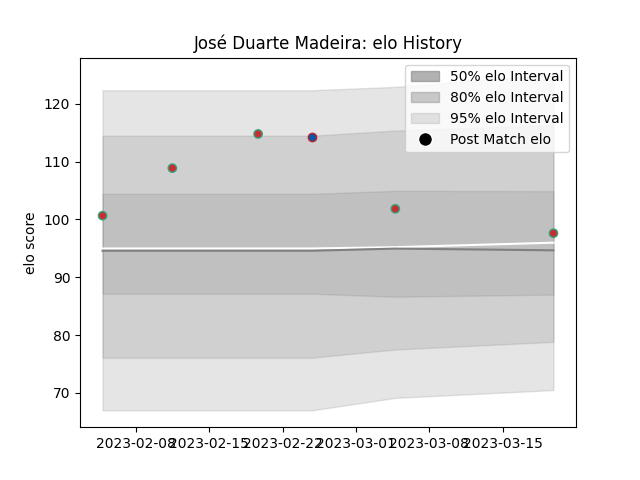 José Duarte Madeira: elo History
50% elo Interval
80% elo Interval
95% elo Interval
Post Match elo
elo score
120
110
100
90
80
70
2023-02-08 2023-02-15 2023-02-22 2023-03-01 2023-03-08 2023-03-15